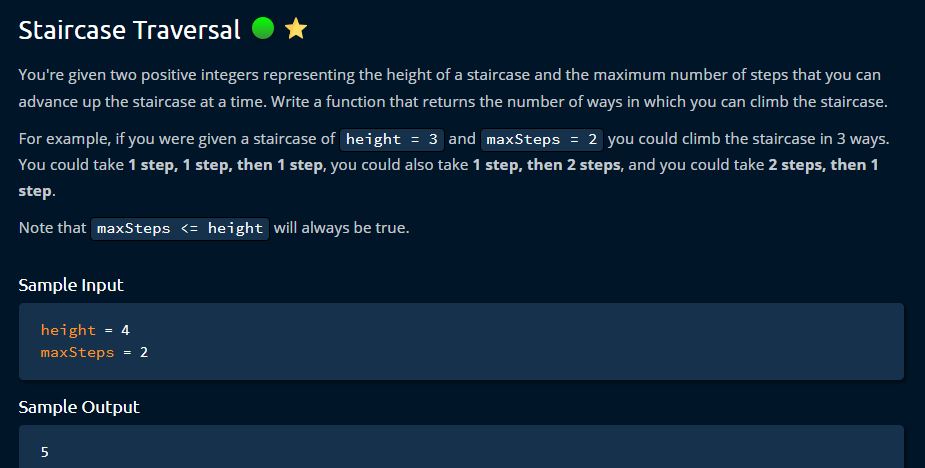 Staircase Traversal
You're given two positive integers representing the height of a staircase and the maximum number of steps that you can
advance up the staircase at a time. Write a function that returns the number of ways in which you can climb the staircase.
For example, if you were given a staircase of height = 3 and maxSteps = 2 you could climb the staircase in 3 ways.
You could take 1 step, 1 step, then 1 step, you could also take 1 step, then 2 steps, and you could take 2 steps, then 1
step.
Note that maxSteps <= height will always be true.
Sample Input
height = 4
maxSteps = 2
Sample Output
5